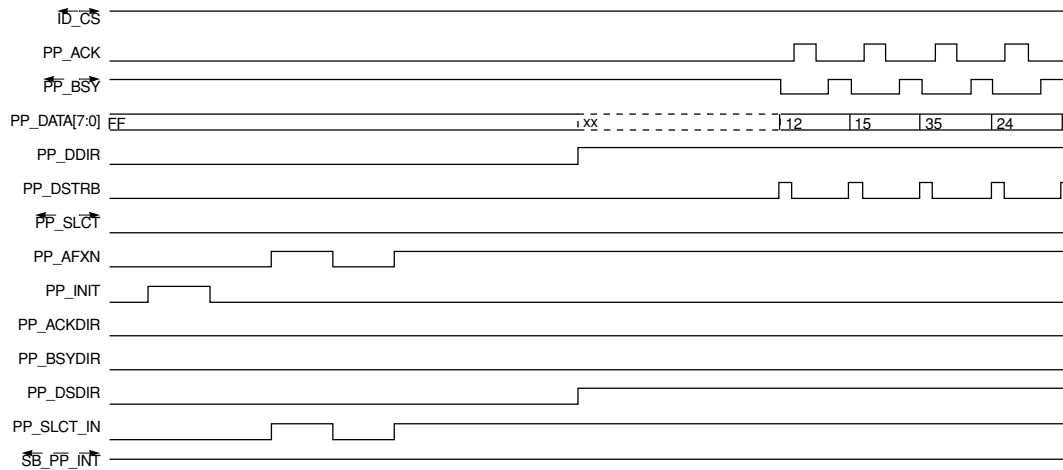 ID_CS
PP_ACK
PP_BSY
PP_DATA[7:0] FF xx 12 15 35 24
PP_DDIR
PP_DSTRB
PP_SLCT
PP_AFXN
PP_INIT
PP_ACKDIR
PP_BSYDIR
PP_DSDIR
PP_SLCT_IN
SB_PP_INT